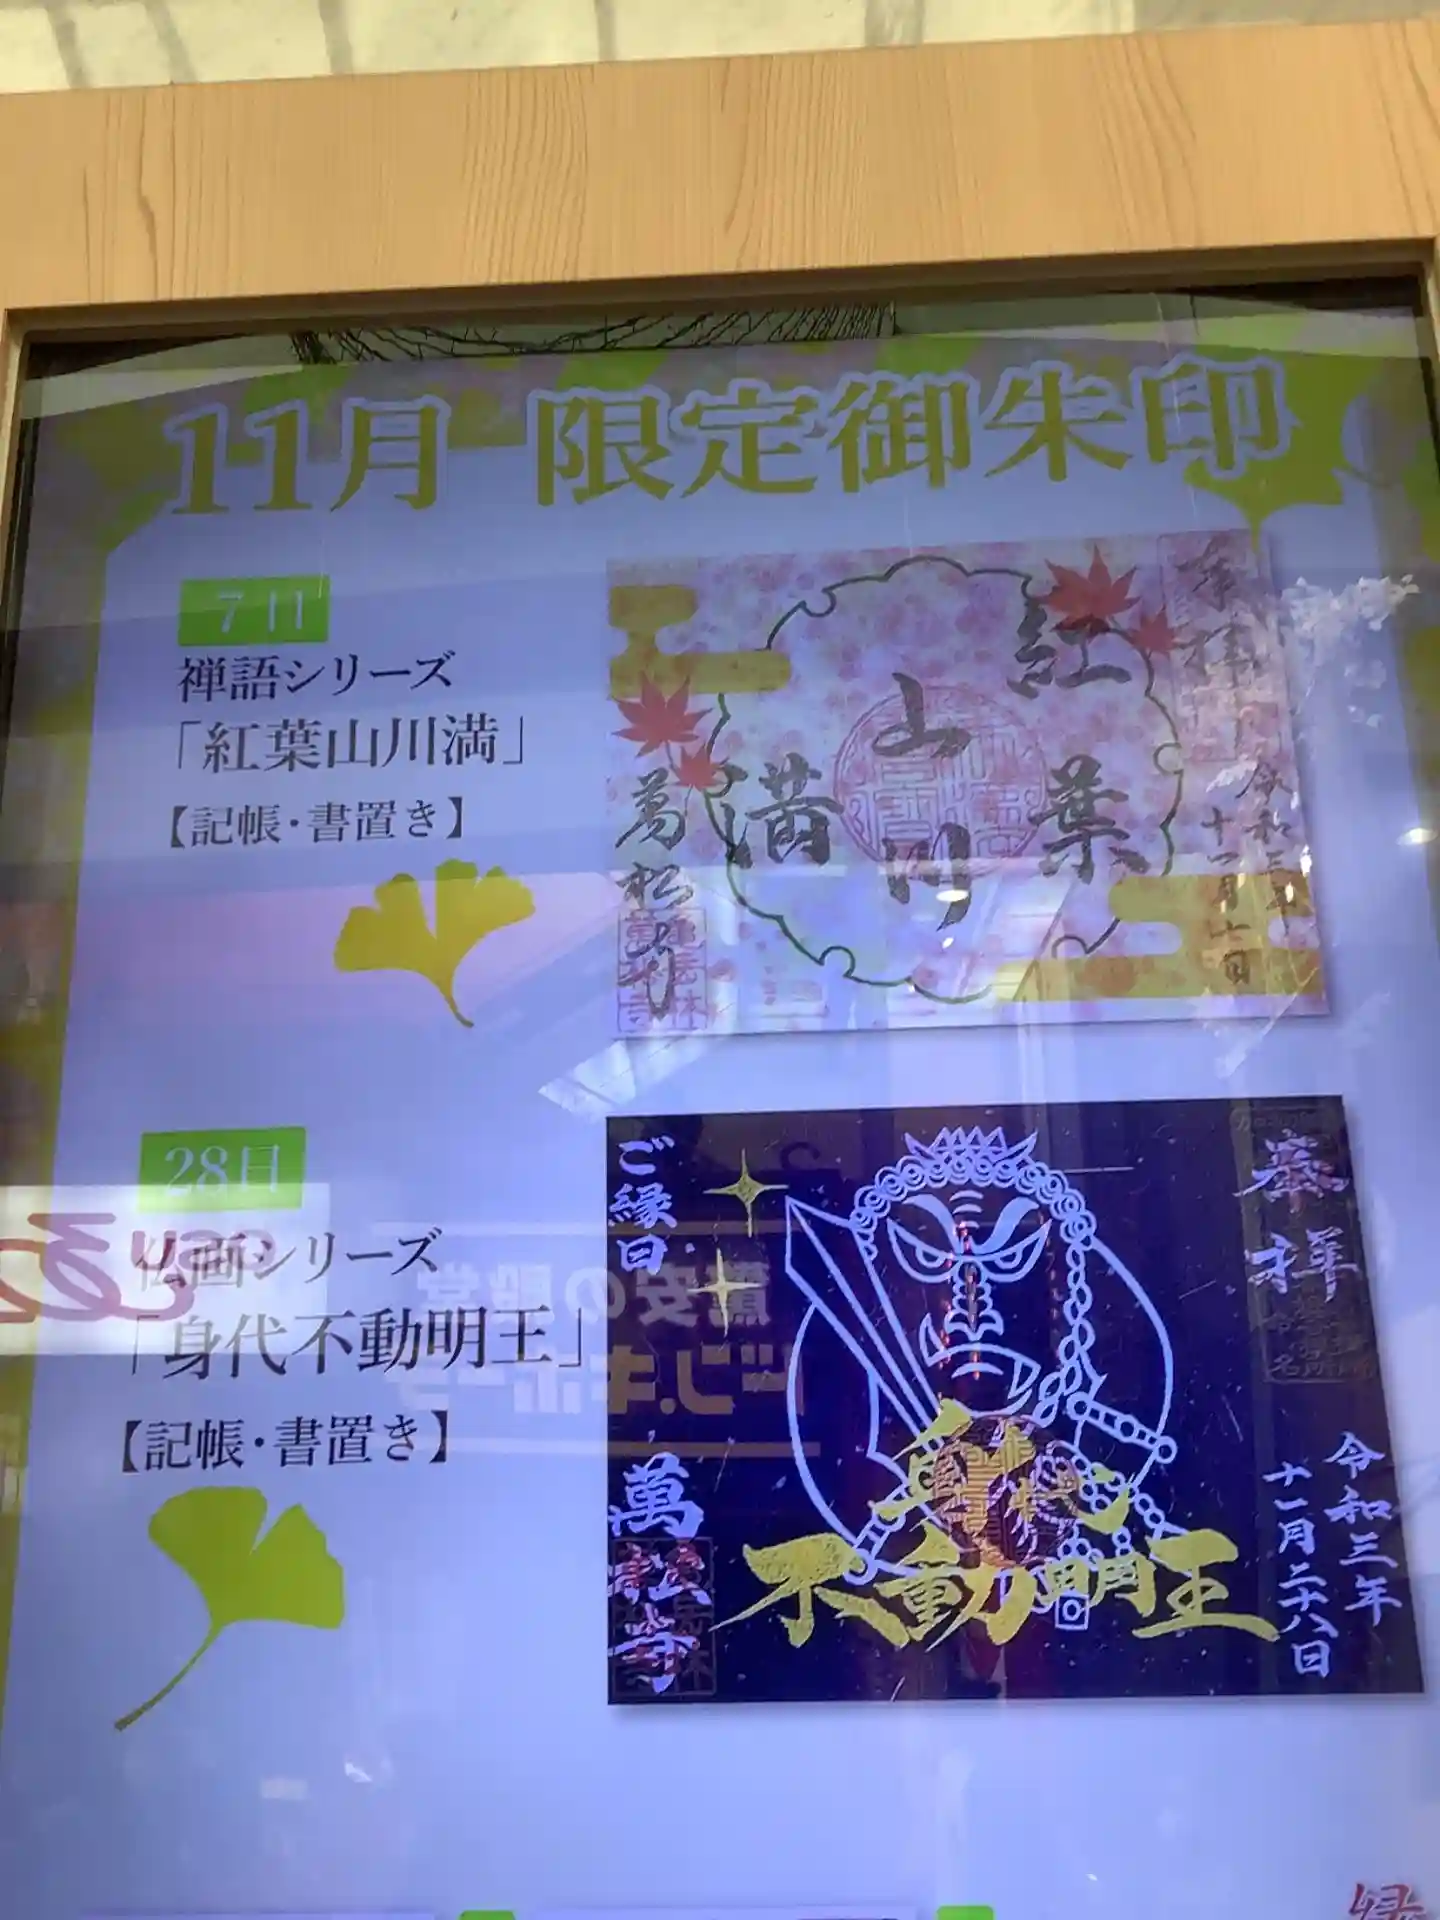 11月 限定御朱印
7日
禅語シリーズ
「紅葉山川満」
【記帳・書置き】
奉拝
令和三年
十一月七日
紅葉
山川
満
萬松寺
28日
仏画シリーズ
「身代不動明王」
【記帳・書置き】
奉拝
令和三年
十一月二十八日
身代
不動明王
ご縁日
萬松寺
縁